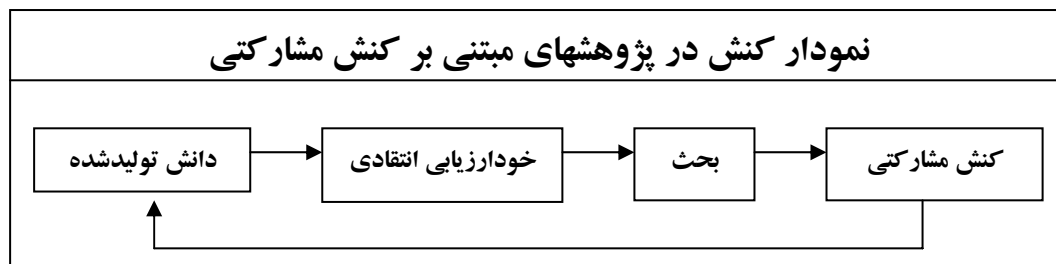 نمودار کنش در پژوهشهای مبتنی بر کنش مشارکتی
دانش تولیدشده
خودارزیابی انتقادی
بحث
کنش مشارکتی